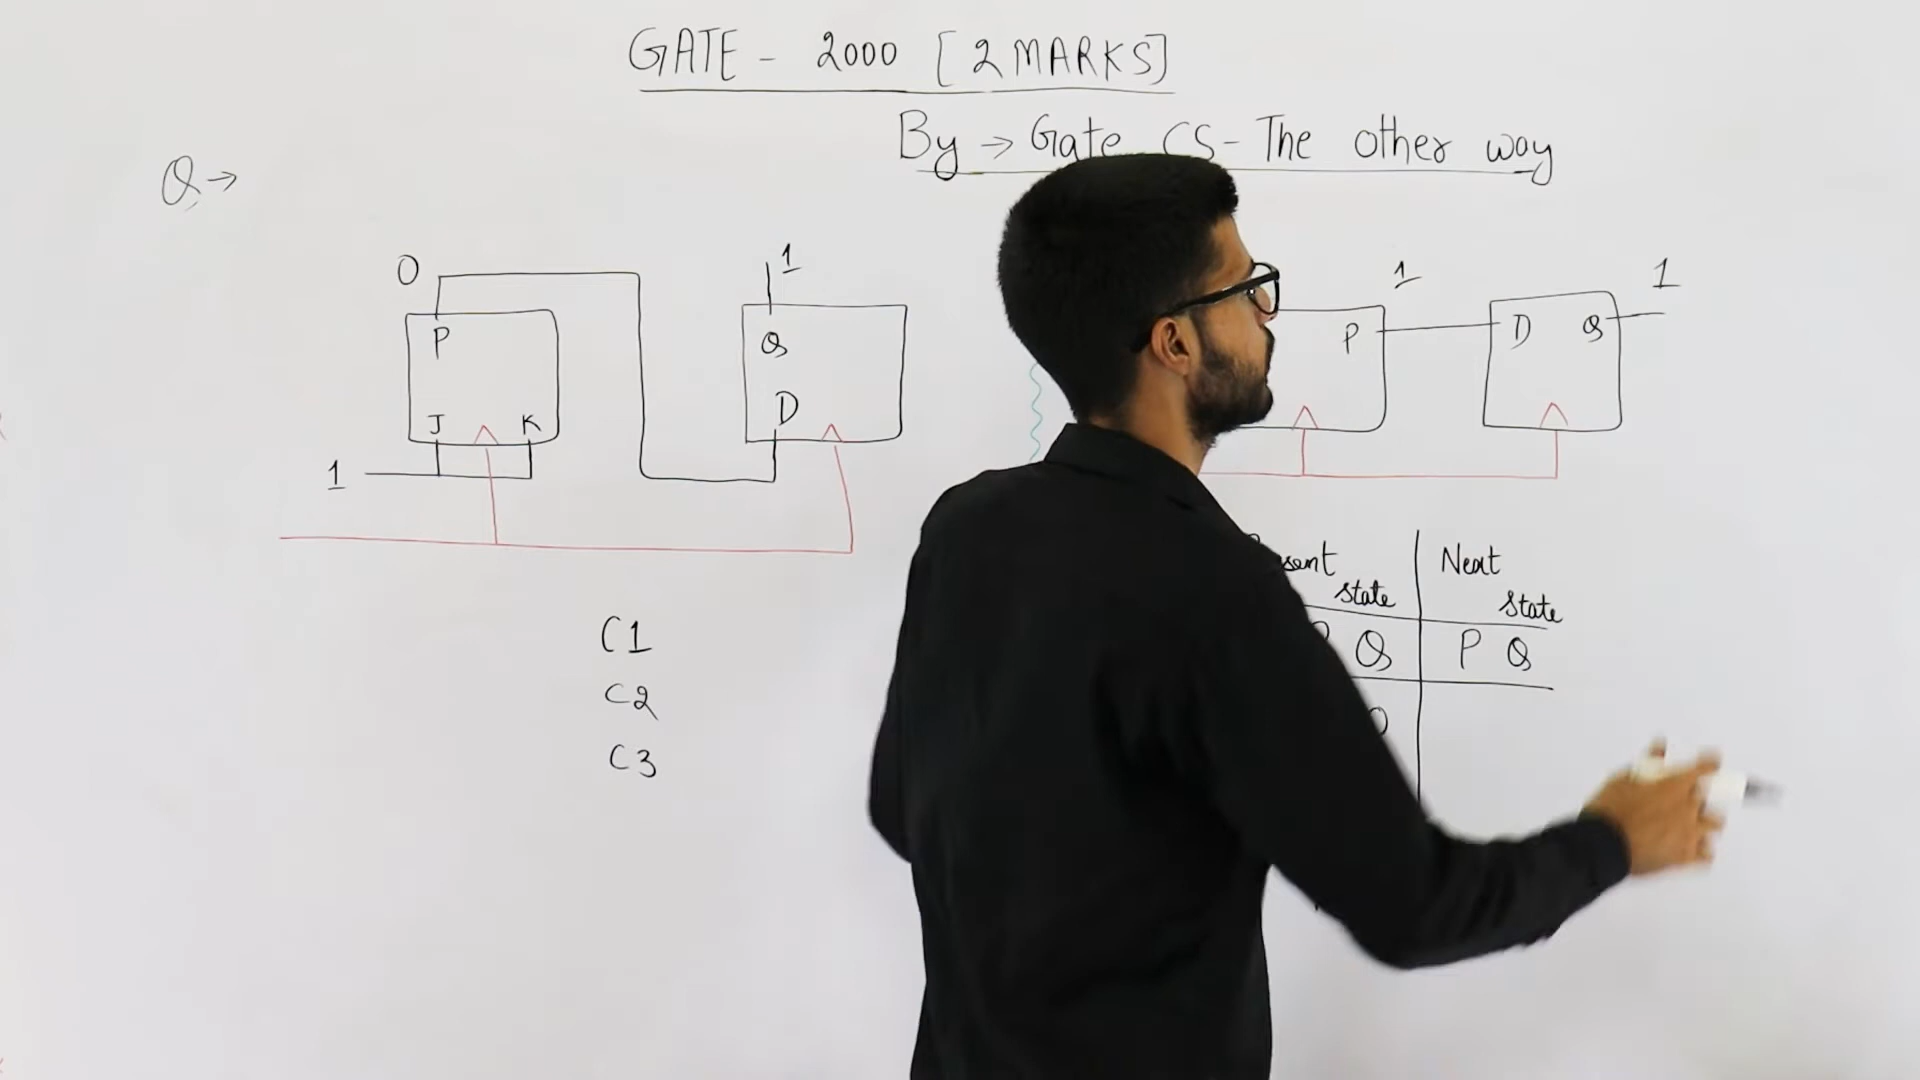 GATE - 2000 [2 MARKS]
By → Gate CS - The other way
Q →
0
1
P
J K
1
Q
D
C1
C2
C3
1
1
P
D Q
state
Next
state
Q
P Q